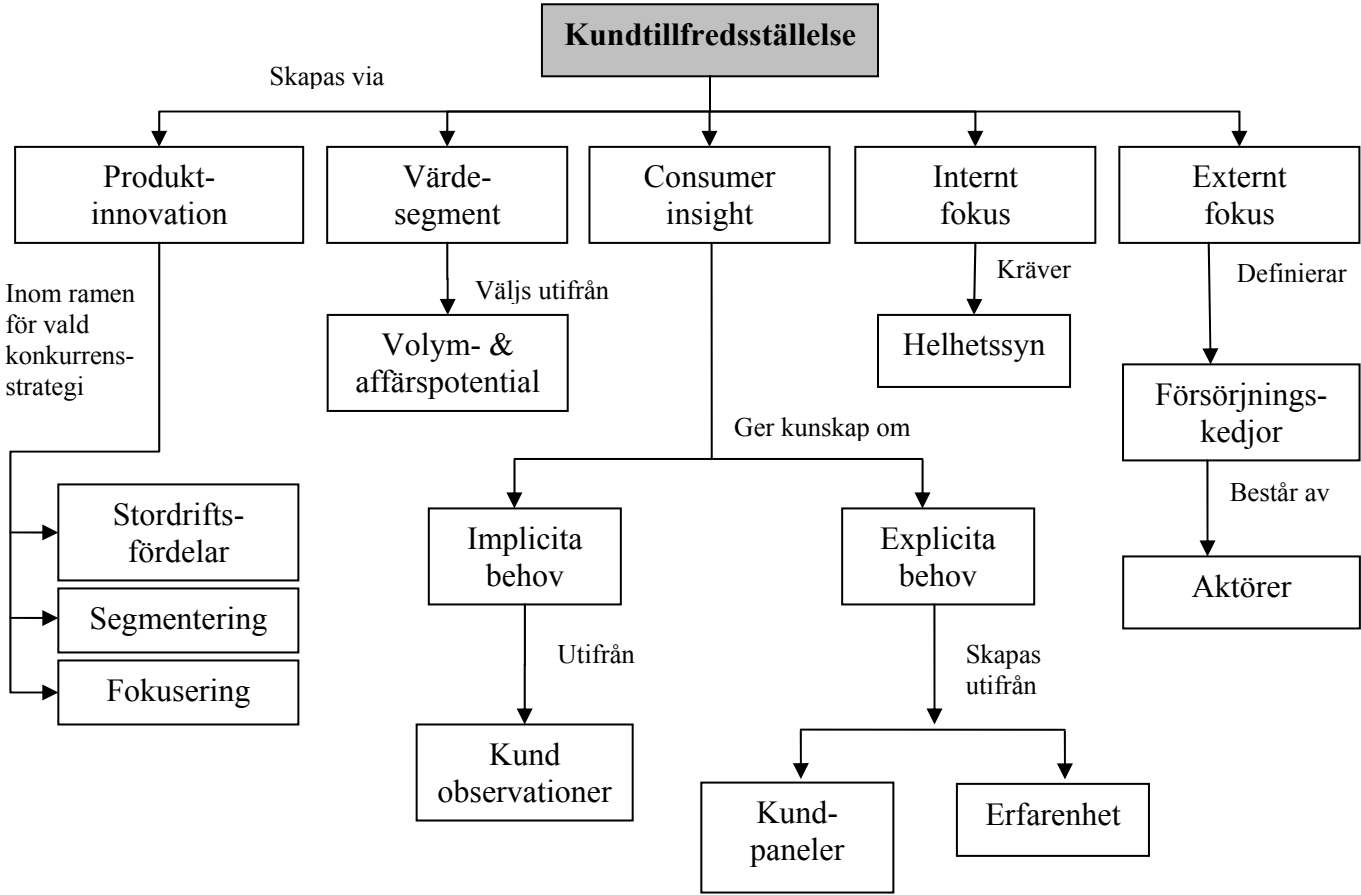 Kundtillfredsställelse
Skapas via
Produkt-
innovation
Värde-
segment
Consumer
insight
Internt
fokus
Externt
fokus
Inom ramen
för vald
konkurrens-
strategi
Väljs utifrån
Kräver
Definierar
Volym- &
affärspotential
Helhetssyn
Försörjnings-
kedjor
Ger kunskap om
Består av
Stordrifts-
fördelar
Segmentering
Fokusering
Implicita
behov
Explicita
behov
Aktörer
Utifrån
Skapas
utifrån
Kund
observationer
Kund-
paneler
Erfarenhet